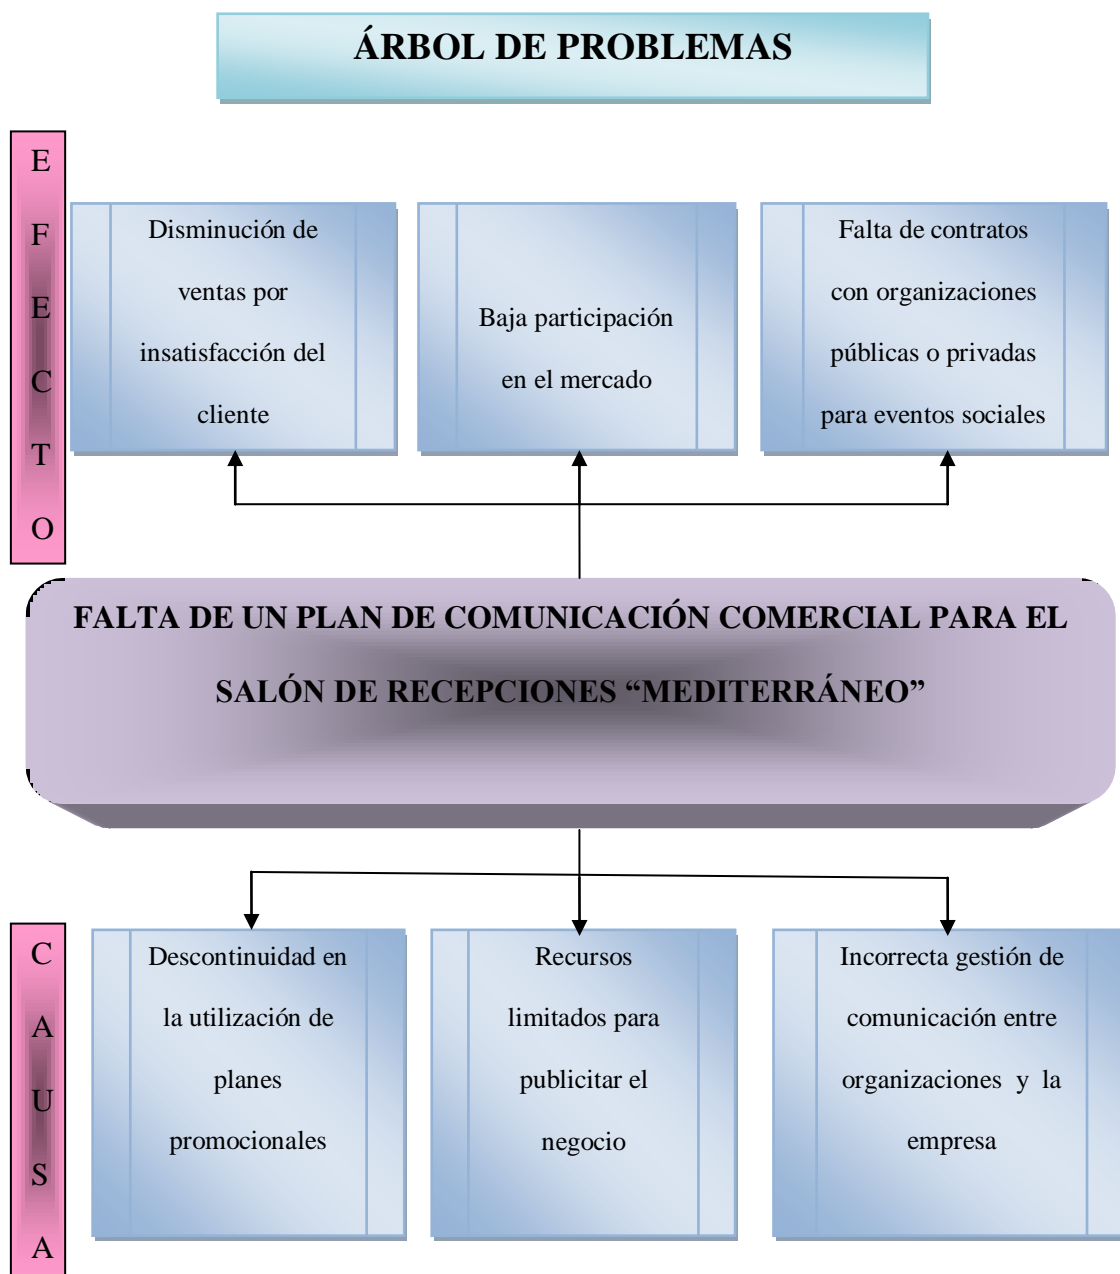 ÁRBOL DE PROBLEMAS
E
F
E
C
T
O
Disminución de
ventas por
insatisfacción del
cliente
Baja participación
en el mercado
Falta de contratos
con organizaciones
públicas o privadas
para eventos sociales
FALTA DE UN PLAN DE COMUNICACIÓN COMERCIAL PARA EL
SALÓN DE RECEPCIONES “MEDITERRÁNEO”
C
A
U
S
A
Descontinuidad en
la utilización de
planes
promocionales
Recursos
limitados para
publicitar el
negocio
Incorrecta gestión de
comunicación entre
organizaciones y la
empresa